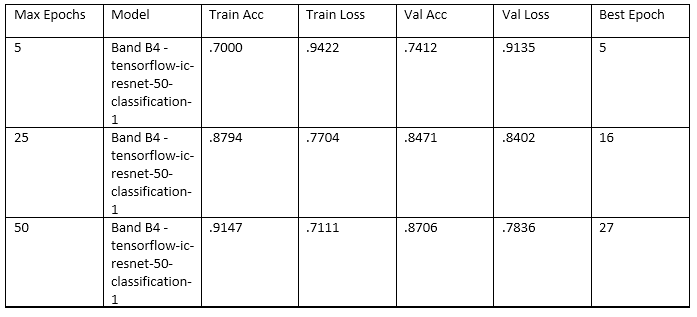 Max Epochs Model Train Acc Train Loss Val Acc Val Loss Best Epoch
5 Band B4 - .7000 .9422 .7412 .9135 5
tensorflow-ic-
resnet-50-
classification-
1
25 Band B4 - .8794 .7704 .8471 .8402 16
tensorflow-ic-
resnet-50-
classification-
1
50 Band B4 - .9147 .7111 .8706 .7836 27
tensorflow-ic-
resnet-50-
classification-
1